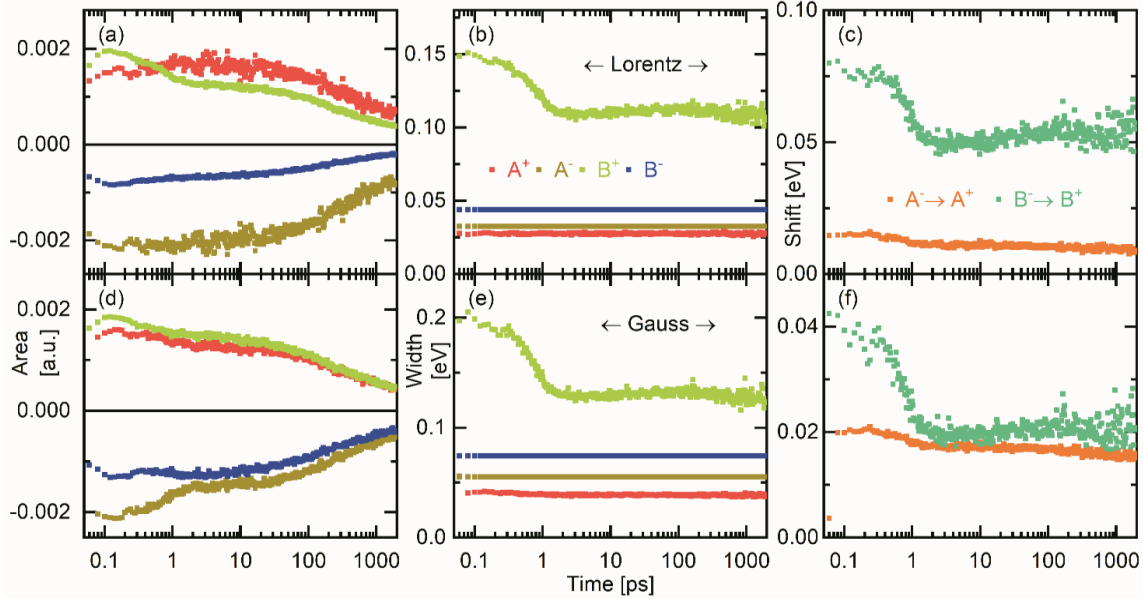 (a)
0.002
0.000
-0.002
(b)
0.15
← Lorentz →
0.10
A⁺ A⁻ B⁺ B⁻
0.05
0.00
0.10
(c)
0.05
Shift [eV]
A⁻→ A⁺ B⁻→ B⁺
0.00
(d)
0.002
Area
[a.u.]
0.000
-0.002
0.1 1 10 100 1000
(e)
0.2
← Gauss →
Width
[eV]
0.1
0.0
0.1 1 10 100 1000
Time [ps]
(f)
0.04
0.02
0.00
0.1 1 10 100 1000